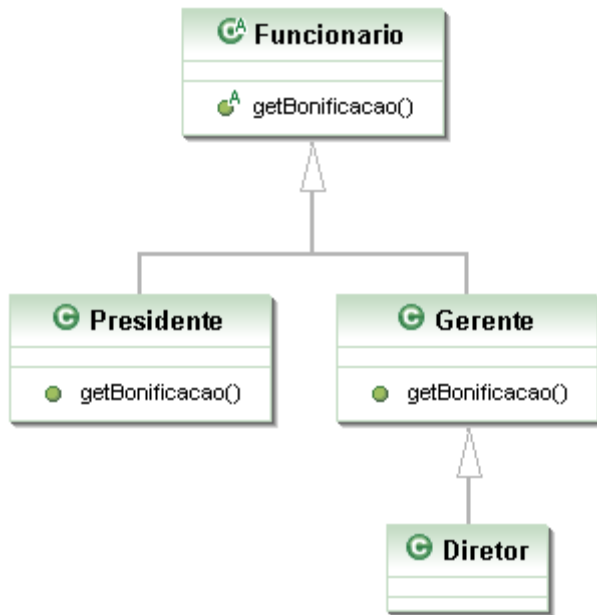 Funcionario
getBonificacao()
Presidente
getBonificacao()
Gerente
getBonificacao()
Diretor